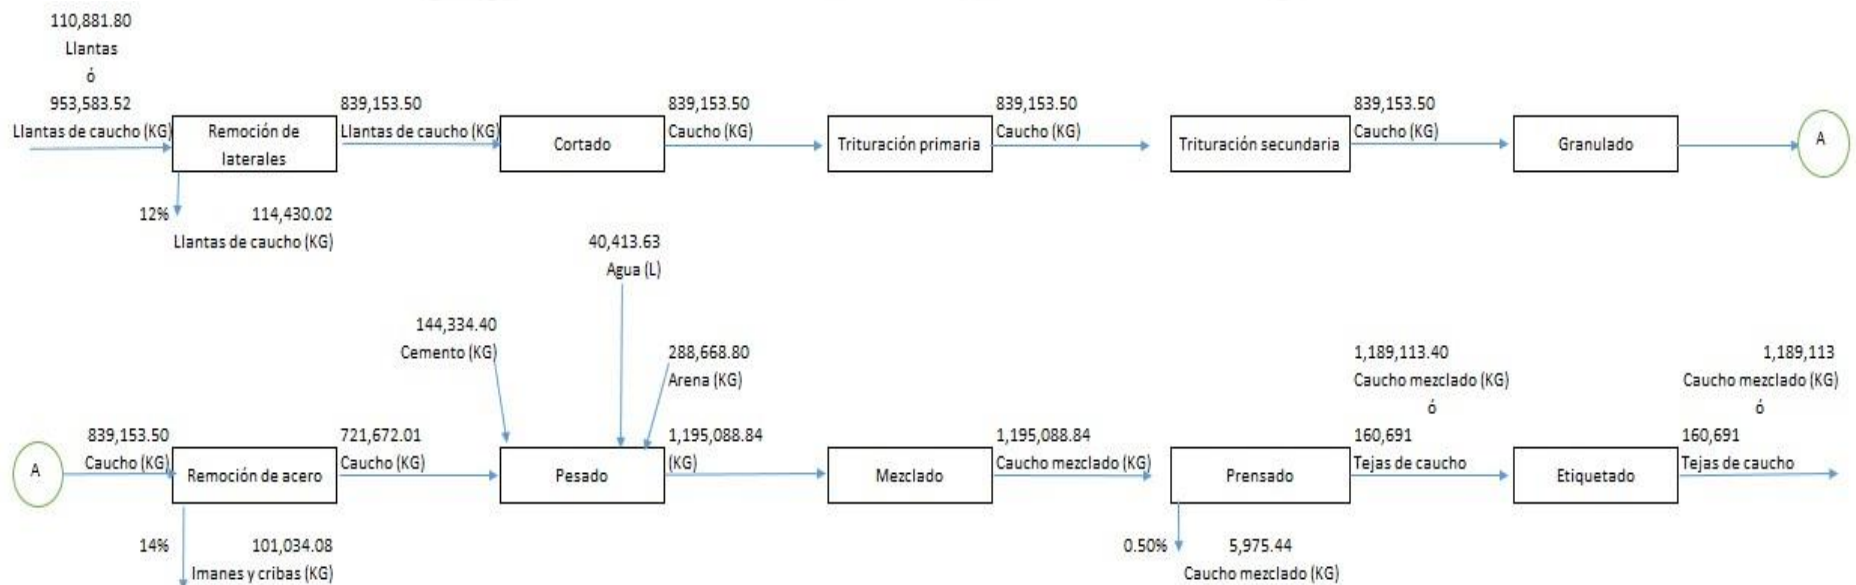 110,881.80
Llantas
ó
953,583.52
Llantas de caucho (KG)
Remoción de
laterales
839,153.50
Llantas de caucho (KG)
Cortado
839,153.50
Caucho (KG)
Trituración primaria
839,153.50
Caucho (KG)
Trituración secundaria
839,153.50
Caucho (KG)
Granulado
A
12%
114,430.02
Llantas de caucho (KG)
40,413.63
Agua (L)
144,334.40
Cemento (KG)
288,668.80
Arena (KG)
A
839,153.50
Caucho (KG)
Remoción de acero
721,672.01
Caucho (KG)
Pesado
1,195,088.84
(KG)
Mezclado
1,195,088.84
Caucho mezclado (KG)
Prensado
1,189,113.40
Caucho mezclado (KG)
ó
160,691
Tejas de caucho
Etiquetado
1,189,113
Caucho mezclado (KG)
ó
160,691
Tejas de caucho
14%
101,034.08
Imanes y cribas (KG)
0.50%
5,975.44
Caucho mezclado (KG)